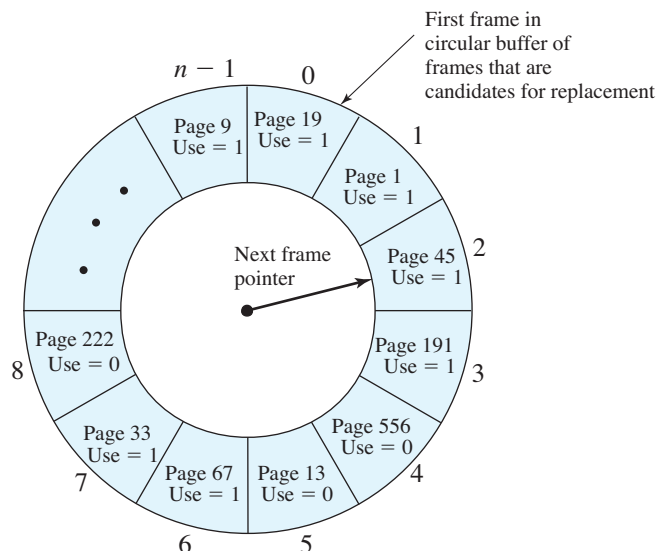 First frame in
circular buffer of
frames that are
candidates for replacement
n − 1
0
Page 9
Use = 1
Page 19
Use = 1
1
Page 1
Use = 1
2
Page 45
Use = 1
Next frame
pointer
Page 191
Use = 1
3
Page 556
Use = 0
4
Page 13
Use = 0
5
Page 67
Use = 1
6
Page 33
Use = 1
7
Page 222
Use = 0
8